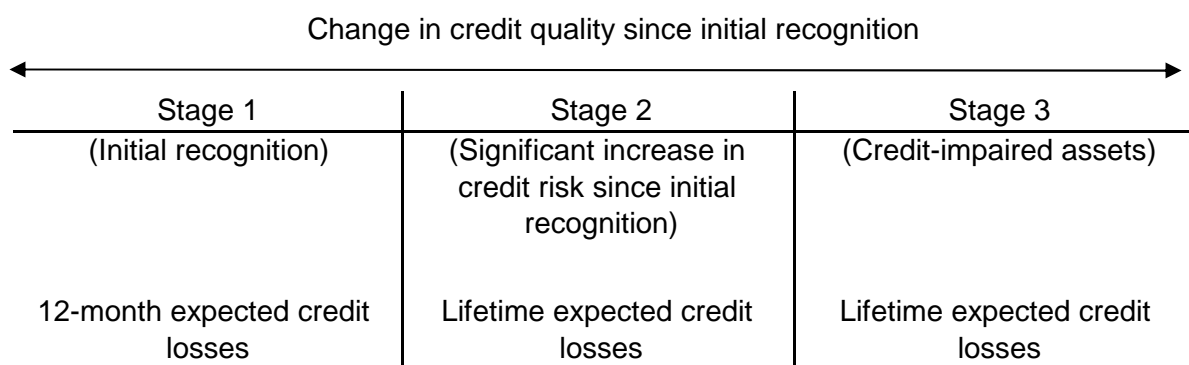 Change in credit quality since initial recognition
Stage 1
Stage 2
Stage 3
(Initial recognition)
(Significant increase in
credit risk since initial
recognition)
(Credit-impaired assets)
12-month expected credit
losses
Lifetime expected credit
losses
Lifetime expected credit
losses